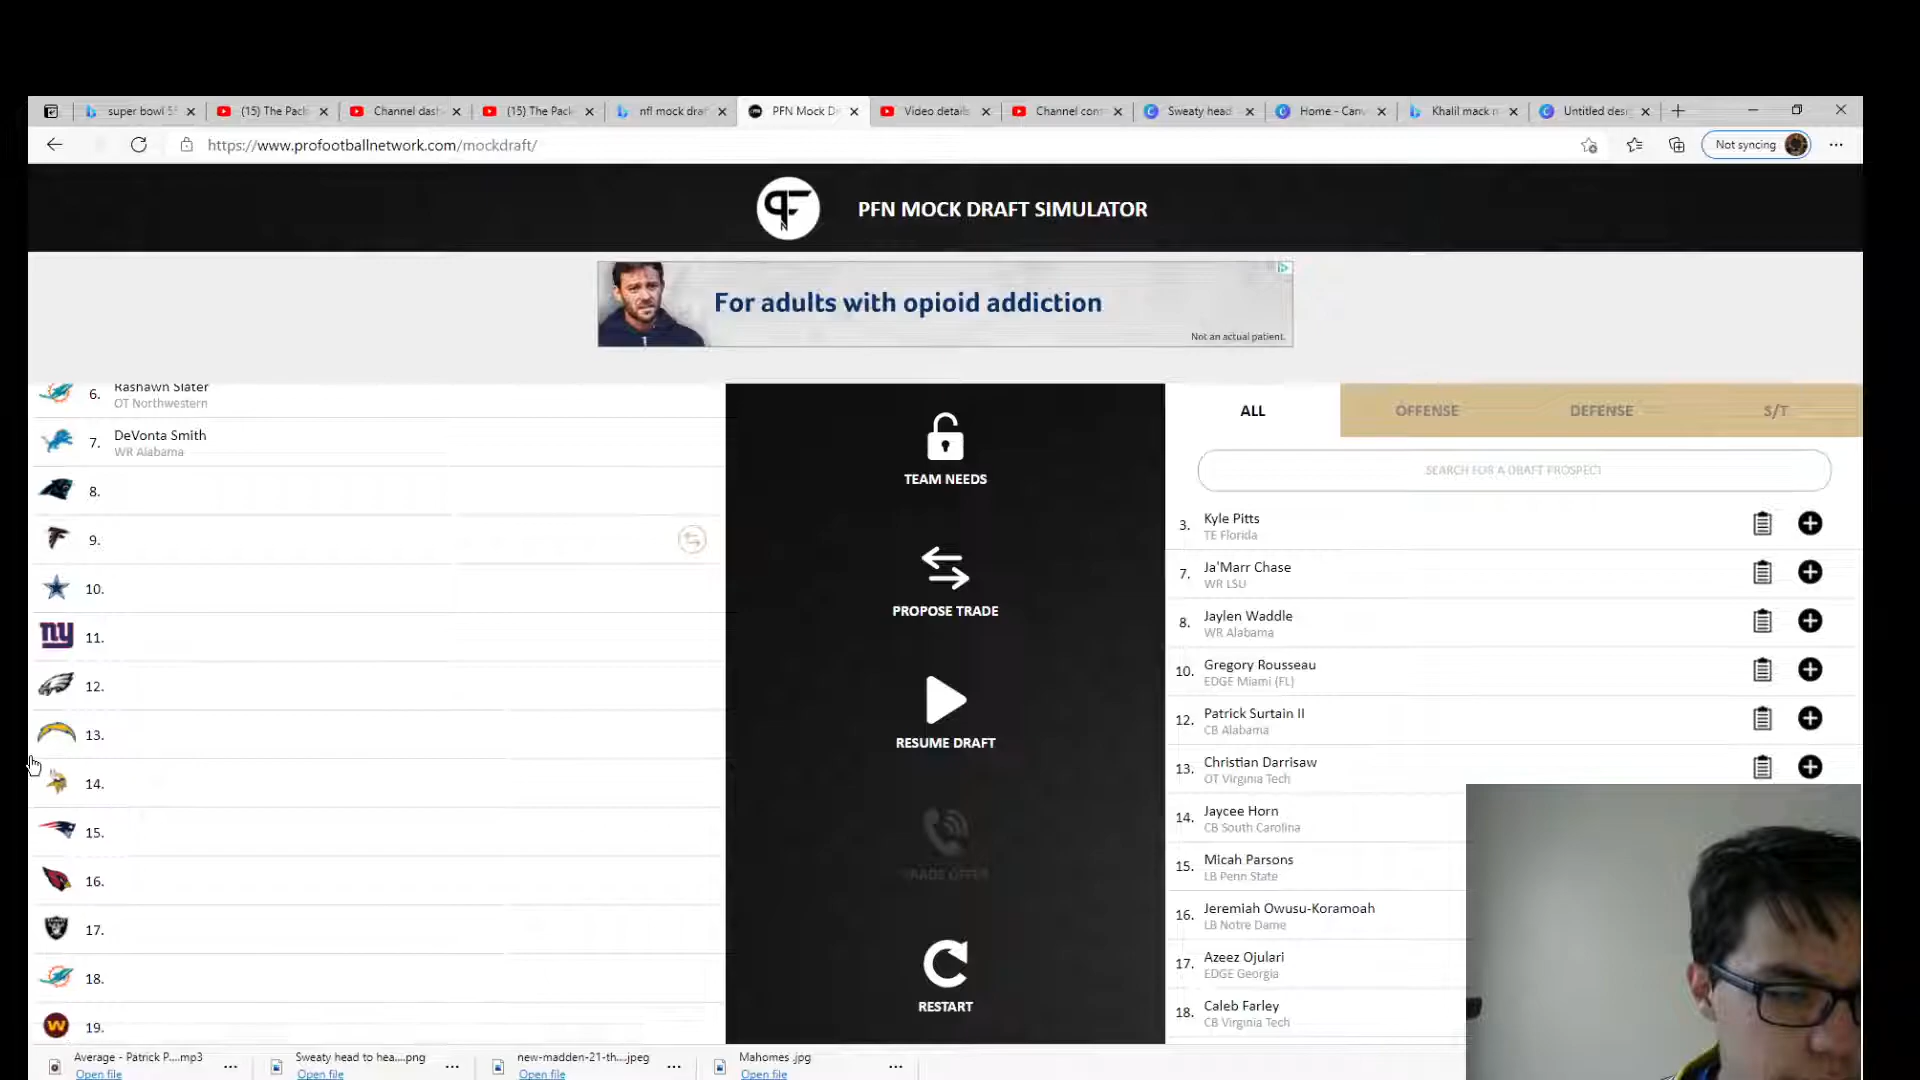 super bowl 5
(15) The Pack
Channel dash
(15) The Pack
nfl mock dra
PFN Mock Dr
Video details
Channel con
Sweaty head
Home - Canv
Khalil mack n
Untitled desi
https://www.profootballnetwork.com/mockdraft/
Not syncing
PFN MOCK DRAFT SIMULATOR
For adults with opioid addiction
Not an actual patient.
6. Rashawn Slater
OT Northwestern
7. DeVonta Smith
WR Alabama
8.
9.
10.
ny 11.
12.
13.
14.
15.
16.
17.
18.
W 19.
TEAM NEEDS
PROPOSE TRADE
RESUME DRAFT
TRADE OFFER
RESTART
ALL OFFENSE DEFENSE S/T
SEARCH FOR A DRAFT PROSPECT
3. Kyle Pitts
TE Florida
7. Ja'Marr Chase
WR LSU
8. Jaylen Waddle
WR Alabama
10. Gregory Rousseau
EDGE Miami (FL)
12. Patrick Surtain II
CB Alabama
13. Christian Darrisaw
OT Virginia Tech
14. Jaycee Horn
CB South Carolina
15. Micah Parsons
LB Penn State
16. Jeremiah Owusu-Koramoah
LB Notre Dame
17. Azeez Ojulari
EDGE Georgia
18. Caleb Farley
CB Virginia Tech
Average - Patrick P....mp3
Open file
Sweaty head to hea....png
Open file
new-madden-21-th....jpeg
Open file
Mahomes .jpg
Open file